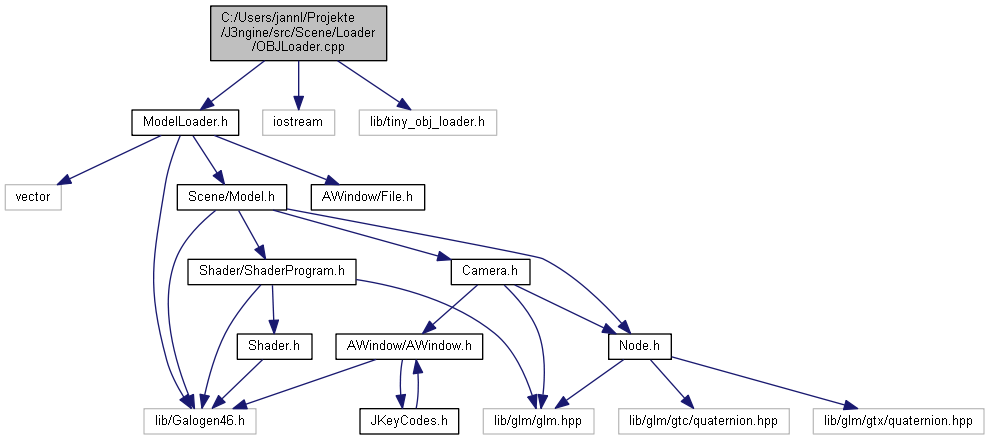 C:/Users/jannl/Projekte
/J3ngine/src/Scene/Loader
/OBJLoader.cpp
ModelLoader.h
iostream
lib/tiny_obj_loader.h
vector
Scene/Model.h
AWindow/File.h
Shader/ShaderProgram.h
Camera.h
Shader.h
AWindow/AWindow.h
Node.h
lib/Galogen46.h
JKeyCodes.h
lib/glm/glm.hpp
lib/glm/gtc/quaternion.hpp
lib/glm/gtx/quaternion.hpp